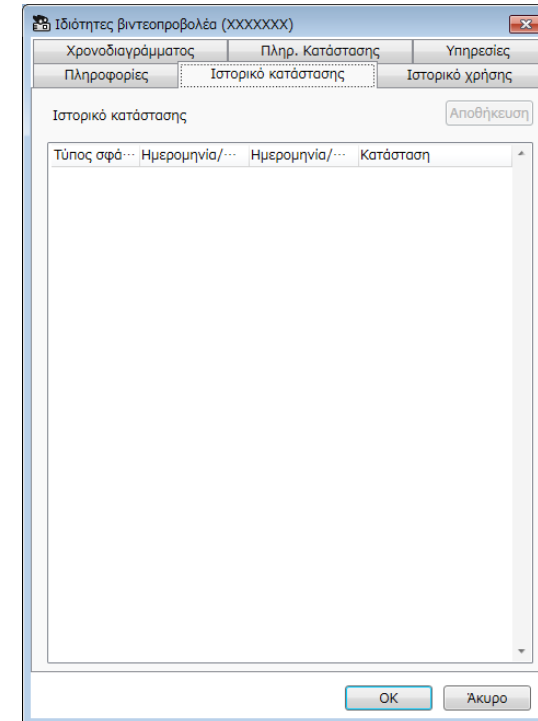 Ιδιότητες βιντεοπροβολέα (XXXXXXX)
Χρονοδιαγράμματος Πληρ. Κατάστασης Υπηρεσίες
Πληροφορίες Ιστορικό κατάστασης Ιστορικό χρήσης
Ιστορικό κατάστασης Αποθήκευση
Τύπος σφά... Ημερομηνία/... Ημερομηνία/... Κατάσταση
OK Άκυρο